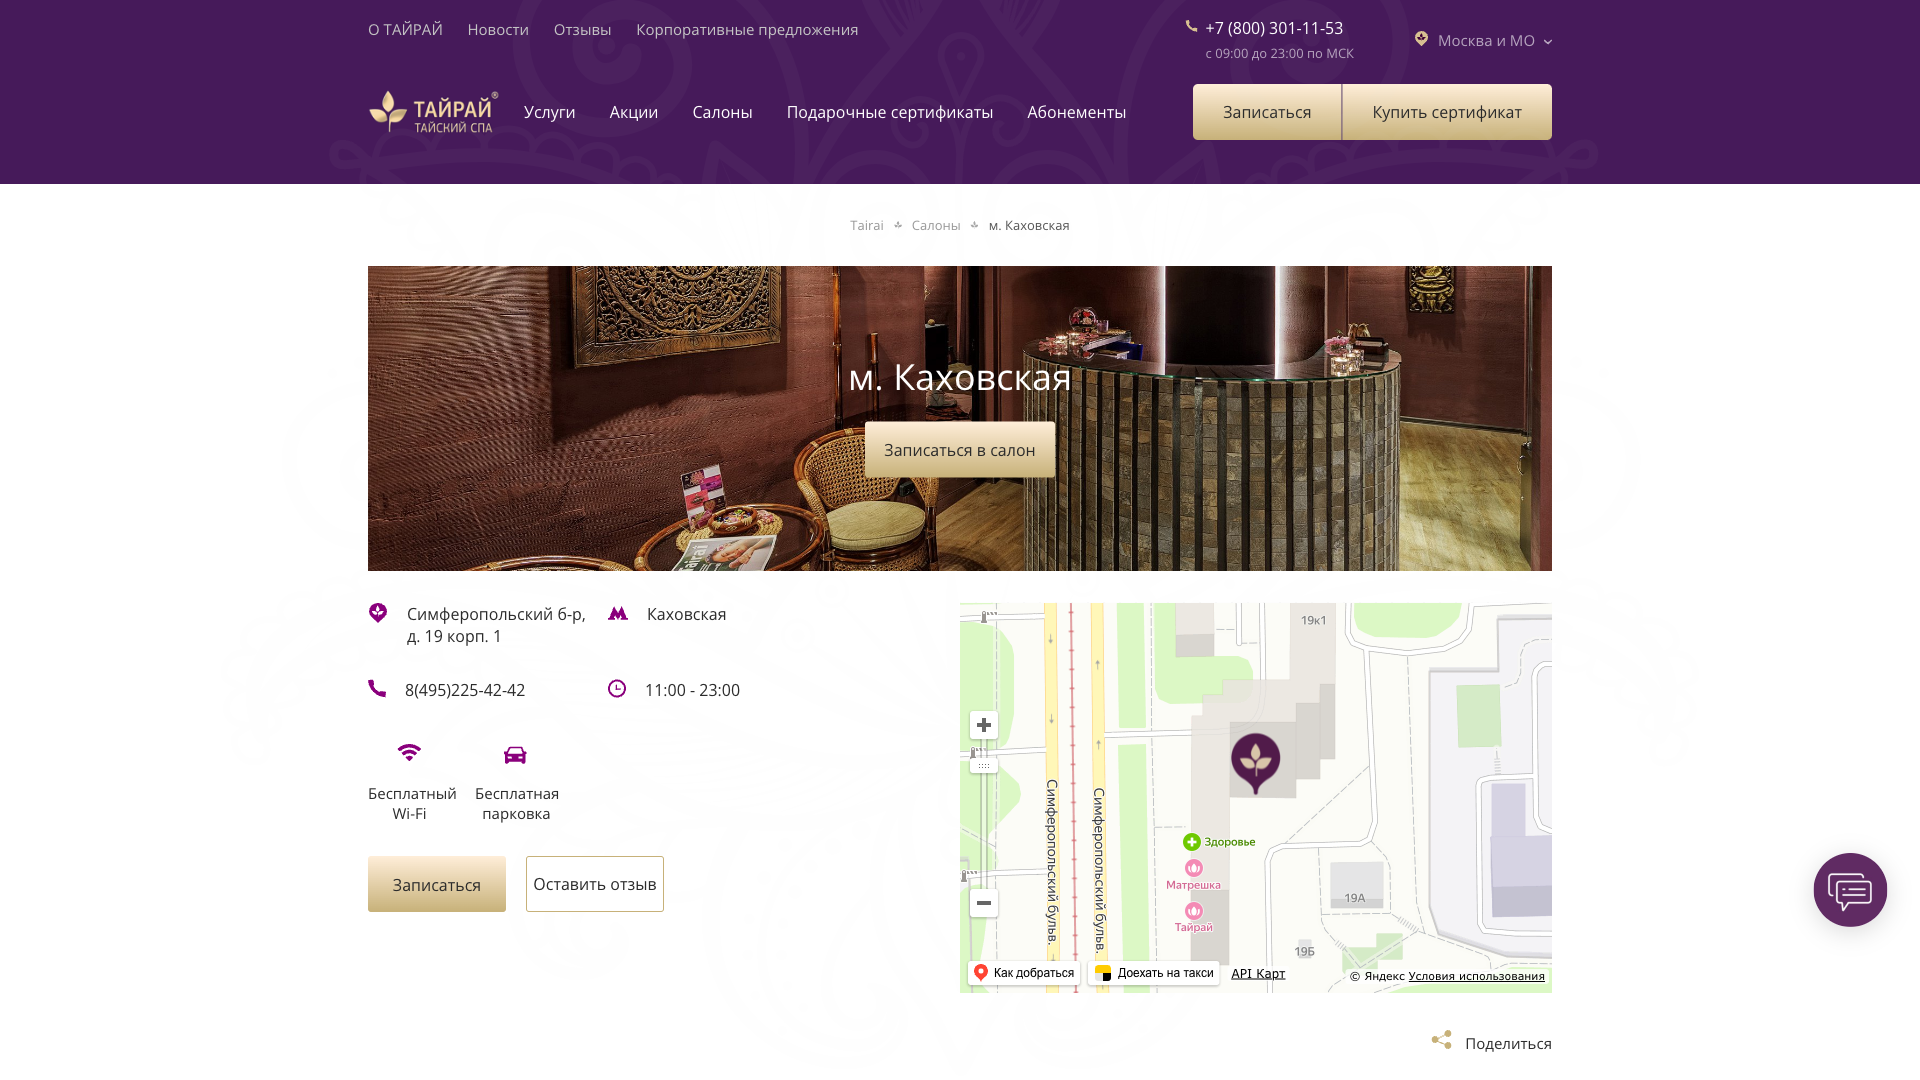 О ТАЙРАЙ
Новости
Отзывы
Корпоративные предложения
+7 (800) 301-11-53
с 09:00 до 23:00 по МСК
Москва и МО
ТАЙРАЙ®
ТАЙСКИЙ СПА
Услуги
Акции
Салоны
Подарочные сертификаты
Абонементы
Записаться
Купить сертификат
Tairai
Салоны
м. Каховская
м. Каховская
Записаться в салон
Tairai
Симферопольский б-р,
д. 19 корп. 1
Каховская
8(495)225-42-42
11:00 - 23:00
Бесплатный
Wi-Fi
Бесплатная
парковка
Записаться
Оставить отзыв
19к1
Симферопольский бульв.
Симферопольский бульв.
Здоровье
Матрешка
Тайрай
19А
19Б
Как добраться
Доехать на такси
API Карт
© Яндекс Условия использования
Поделиться